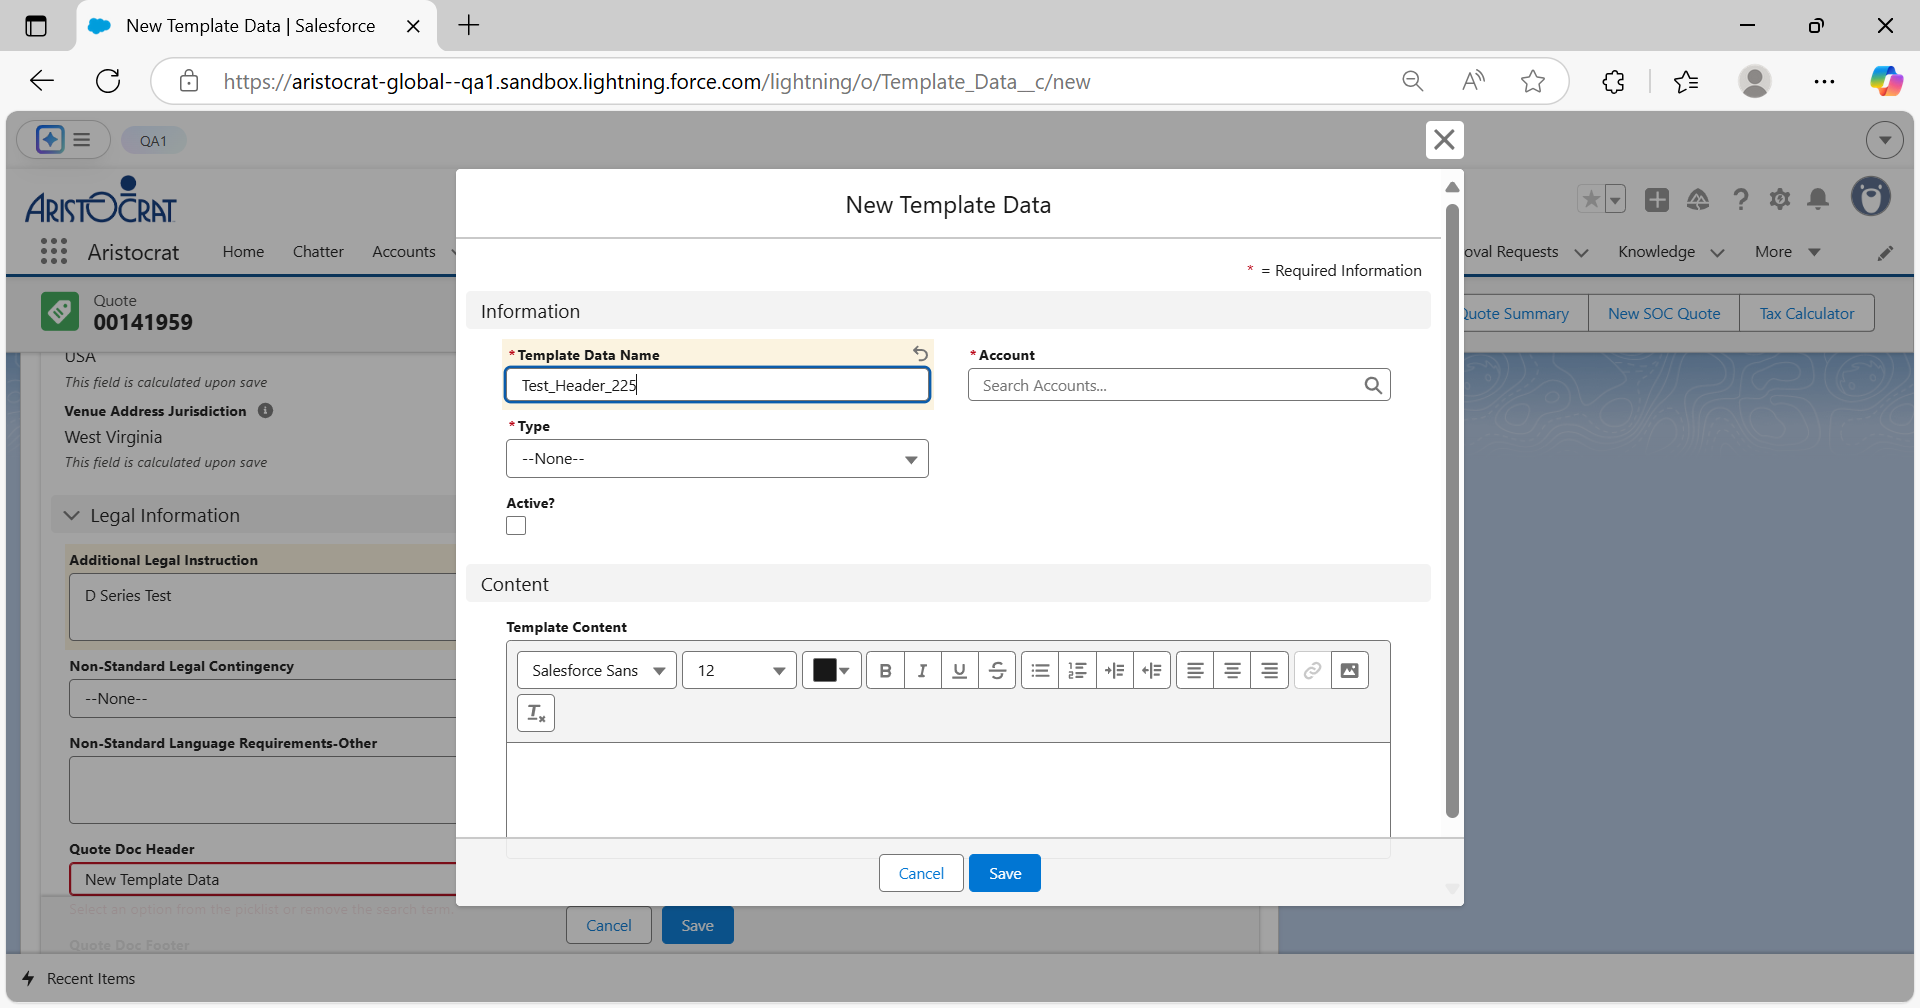 New Template Data | Salesforce
https://aristocrat-global--qa1.sandbox.lightning.force.com/lightning/o/Template_Data__c/new
QA1
ARISTOCRAT
Aristocrat
Home
Chatter
Accounts
oval Requests
Knowledge
More
Quote
00141959
Quote Summary
New SOC Quote
Tax Calculator
USA
This field is calculated upon save
Venue Address Jurisdiction
West Virginia
This field is calculated upon save
Legal Information
Additional Legal Instruction
D Series Test
Non-Standard Legal Contingency
--None--
Non-Standard Language Requirements-Other
Quote Doc Header
New Template Data
Select an option from the picklist or remove the search term.
Quote Doc Footer
Cancel
Save
Recent Items
New Template Data
* = Required Information
Information
*Template Data Name
Test_Header_225
*Account
Search Accounts...
*Type
--None--
Active?
Content
Template Content
Salesforce Sans
12
Cancel
Save